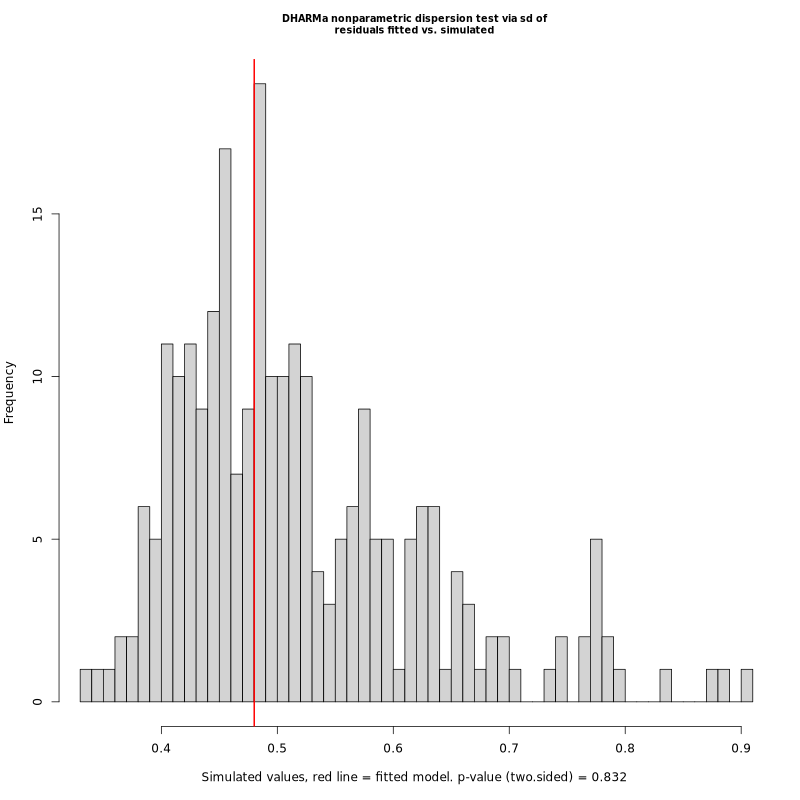 DHARMa nonparametric dispersion test via sd of
residuals fitted vs. simulated
Frequency
15
10
5
0
0.4 0.5 0.6 0.7 0.8 0.9
Simulated values, red line = fitted model. p-value (two.sided) = 0.832